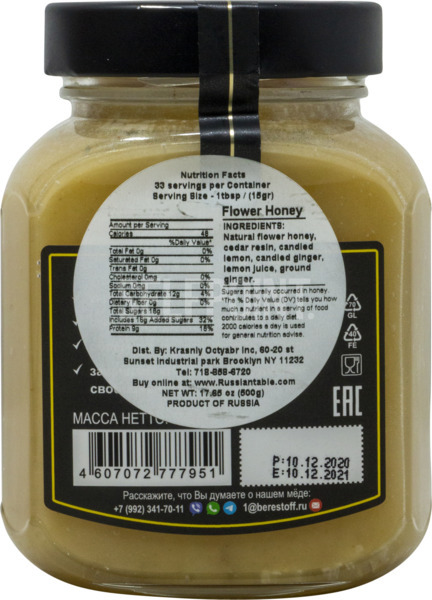 Nutrition Facts
33 servings per Container
Serving Size - 1tbsp / (15gr)
Flower Honey
Amount per Serving
Calories 48
%Daily Value*
Total Fat 0g 0%
Saturated Fat 0g 0%
Trans Fat 0g
Cholesterol 0mg 0%
Sodium 0mg 0%
Total Carbohydrate 12g 4%
Dietary Fiber 0g 0%
Total Sugars 16g
Includes 16g Added Sugars 32%
Protein 9g 18%
INGREDIENTS:
Natural flower honey,
cedar resin, candied
lemon, candied ginger,
lemon juice, ground
ginger.
Sugars naturally occurred in honey.
The % Daily Value (DV) tells you how
much a nutrient in a serving of food
contributes to a daily diet.
2000 calories a day is used
for general nutrition advise.
Dist. By: Krasniy Octyabr Inc, 60-20 st
Sunset industrial park Brooklyn NY 11232
Tel: 718-858-6720
Buy online at: www.Russiantable.com
NET WT.: 17.65 oz (500g)
PRODUCT OF RUSSIA
70
GL
40
FE
EAC
МАССА НЕТТО
4 607072 777951
P:10.12.2020
E:10.12.2021
Расскажите, что Вы думаете о нашем мёде:
+7 (992) 341-70-11 1@berestoff.ru